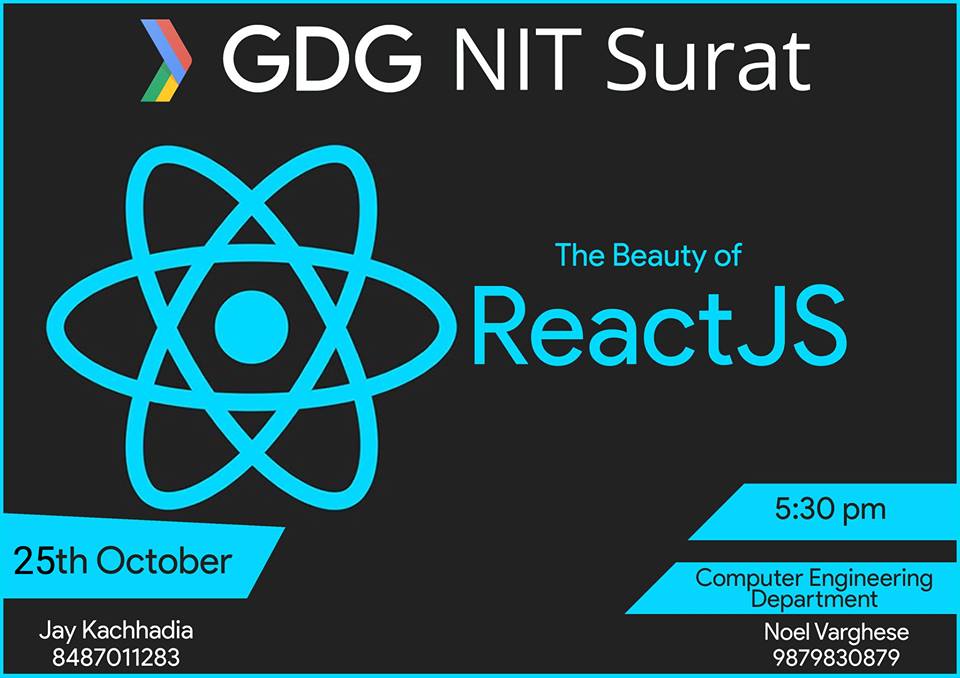 GDG NIT Surat
The Beauty of
ReactJS
5:30 pm
25th October
Computer Engineering
Department
Jay Kachhadia
8487011283
Noel Varghese
9879830879